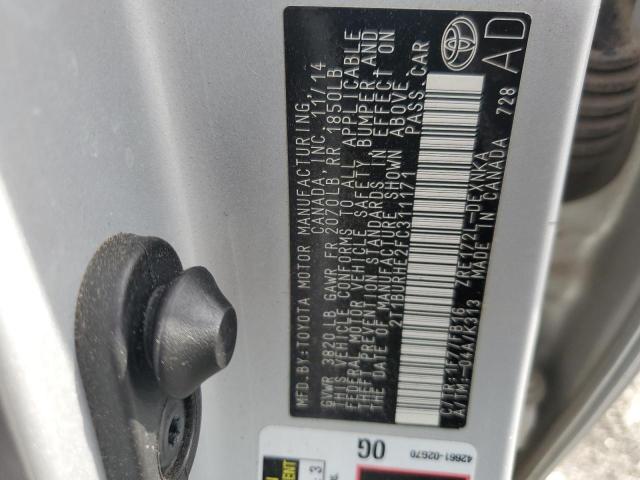 MFD.BY:TOYOTA MOTOR MANUFACTURING,
CANADA, INC. 11/14
GVWR 3820 LB GAWR FR 2070LB RR 1850LB
THIS VEHICLE CONFORMS TO ALL APPLICABLE
FEDERAL MOTOR VEHICLE SAFETY, BUMPER, AND
THEFT PREVENTION STANDARDS IN EFFECT ON
THE DATE OF MANUFACTURE SHOWN ABOVE.
2T1BURHE2FC311171 PASS.CAR
C/TR:1F7/FB16 ZRE172L-DEXNKA
A/TM:-04A/K313 MADE IN CANADA 728
TOYOTA
AD
42661-02G70
OG